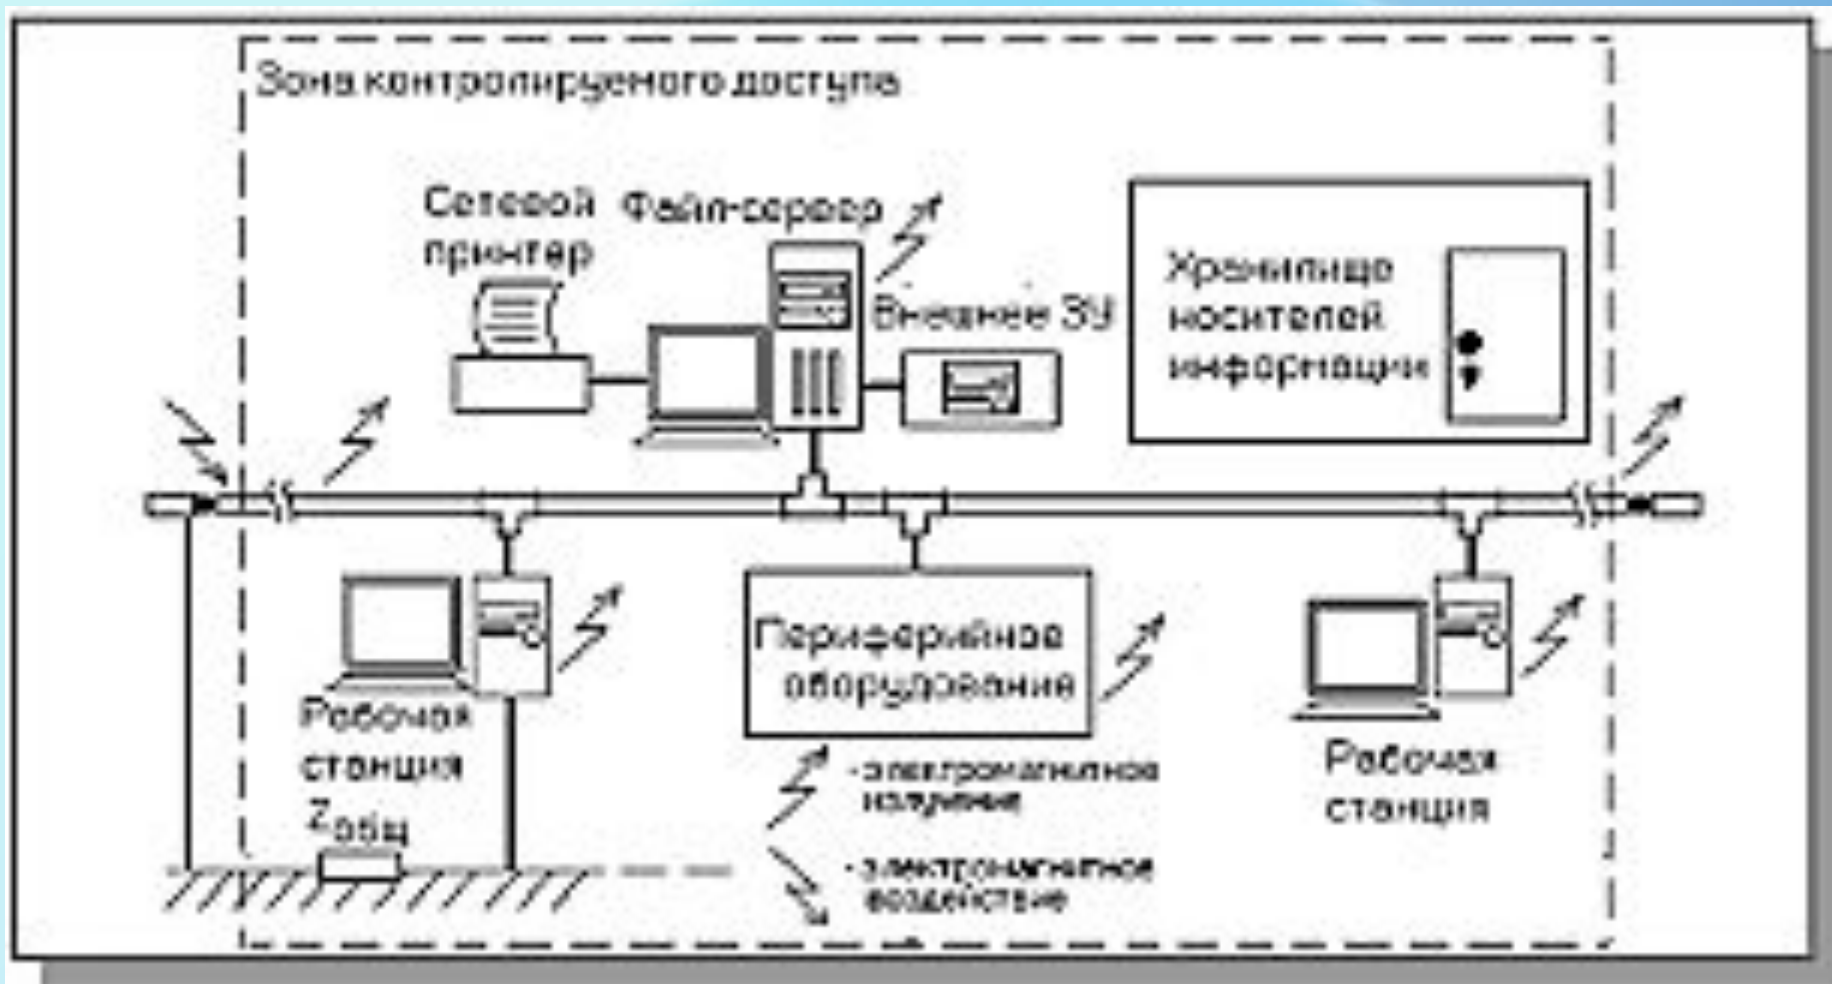 Зона контролируемого доступа
Сетевой
принтер
Файл-сервер
Внешнее ЗУ
Хранилище
носителей
информации
Рабочая
станция
Zобщ
Периферийное
оборудование
Рабочая
станция
- электромагнитное
излучение
- электромагнитное
воздействие